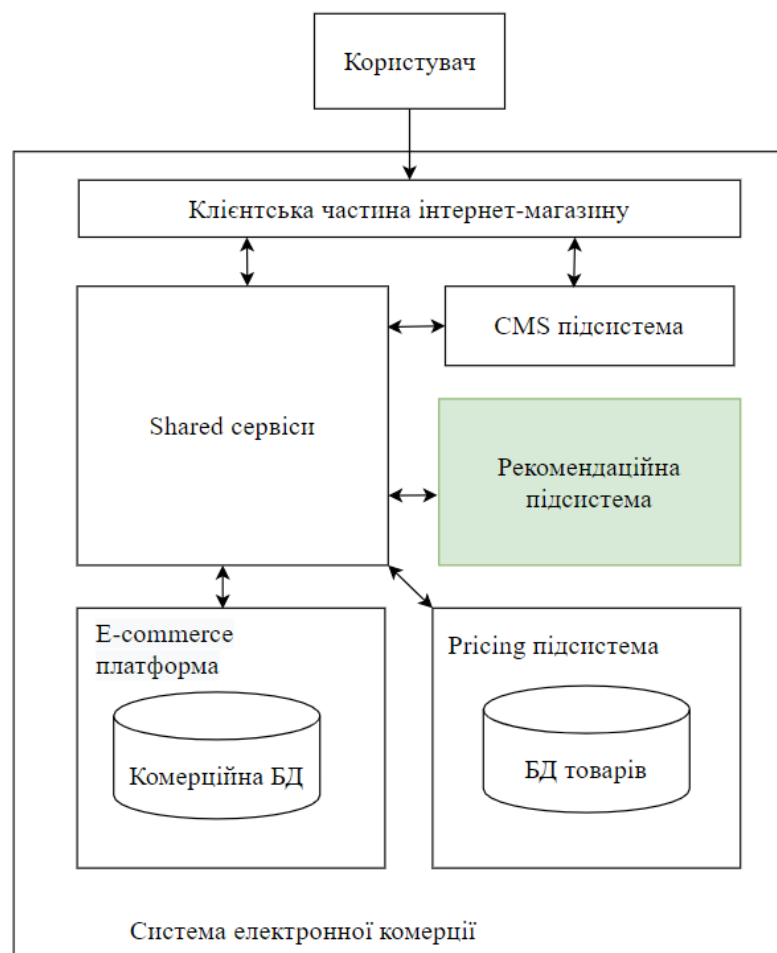 Користувач
Клієнтська частина інтернет-магазину
Shared сервіси
CMS підсистема
Рекомендаційна
підсистема
E-commerce
платформа
Комерційна БД
Pricing підсистема
БД товарів
Система електронної комерції